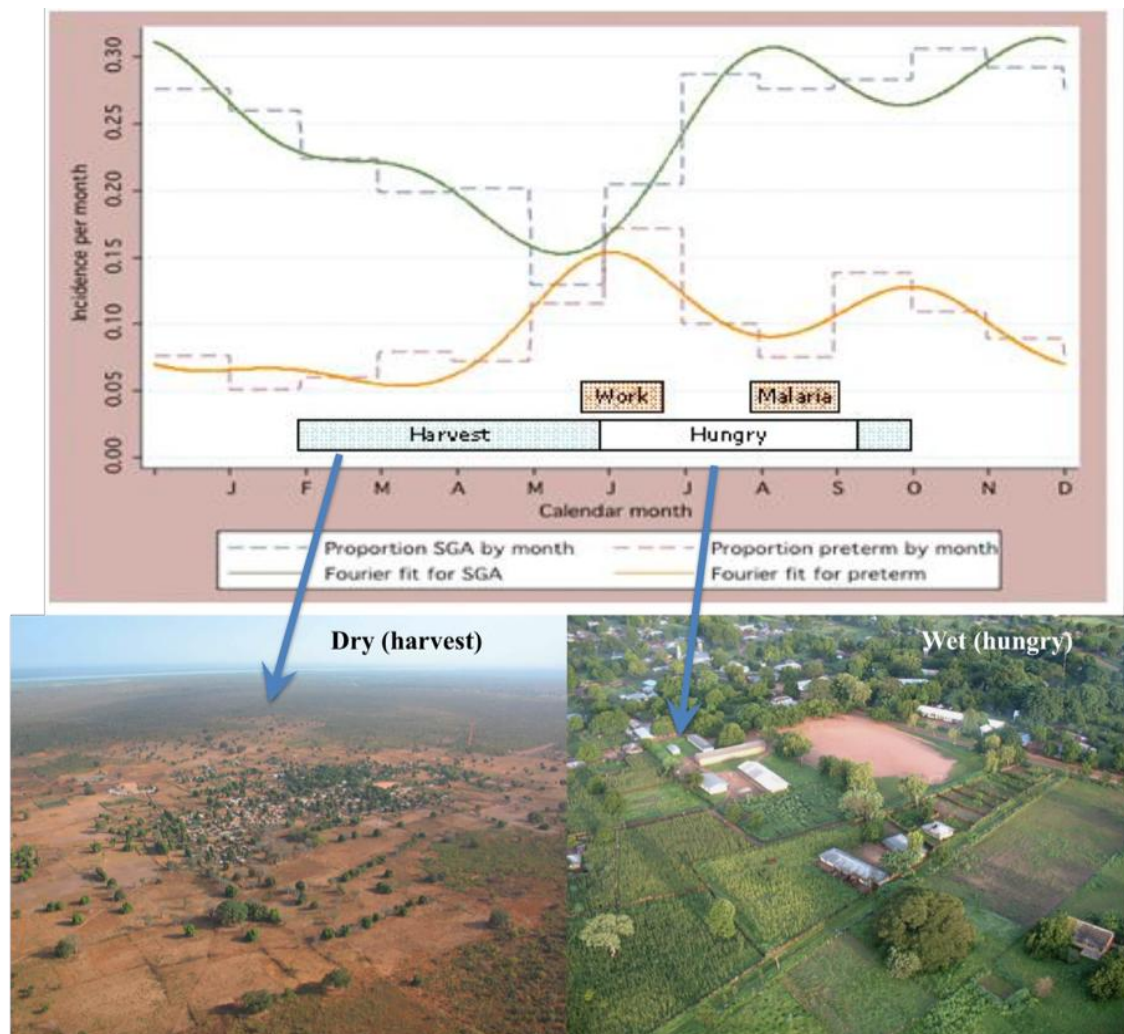 0.30
0.25
0.20
0.15
0.10
0.05
0.00
Incidence per month
Work
Malaria
Harvest
Hungry
J F M A M J J A S O N D
Calendar month
Proportion SGA by month
Proportion preterm by month
Fourier fit for SGA
Fourier fit for preterm
Dry (harvest)
Wet (hungry)